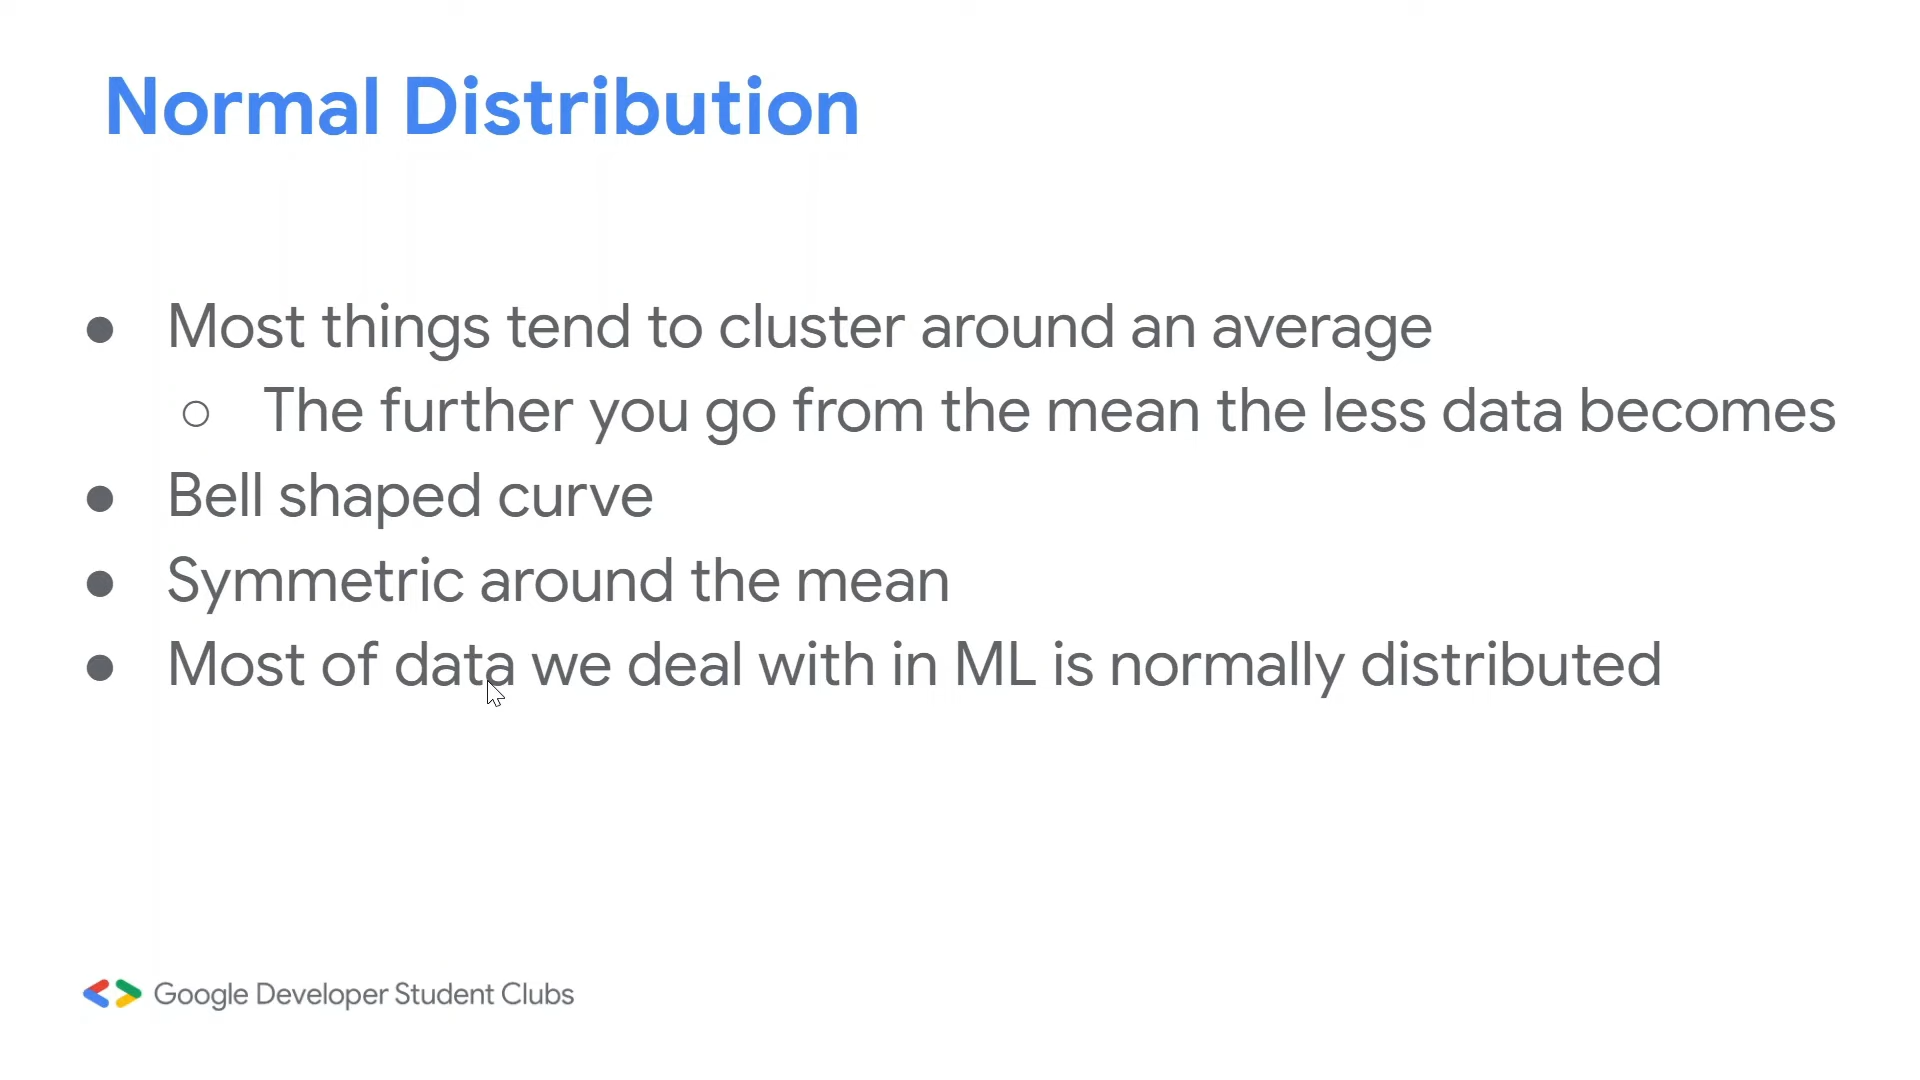 Normal Distribution
● Most things tend to cluster around an average
○ The further you go from the mean the less data becomes
● Bell shaped curve
● Symmetric around the mean
● Most of data we deal with in ML is normally distributed
Google Developer Student Clubs